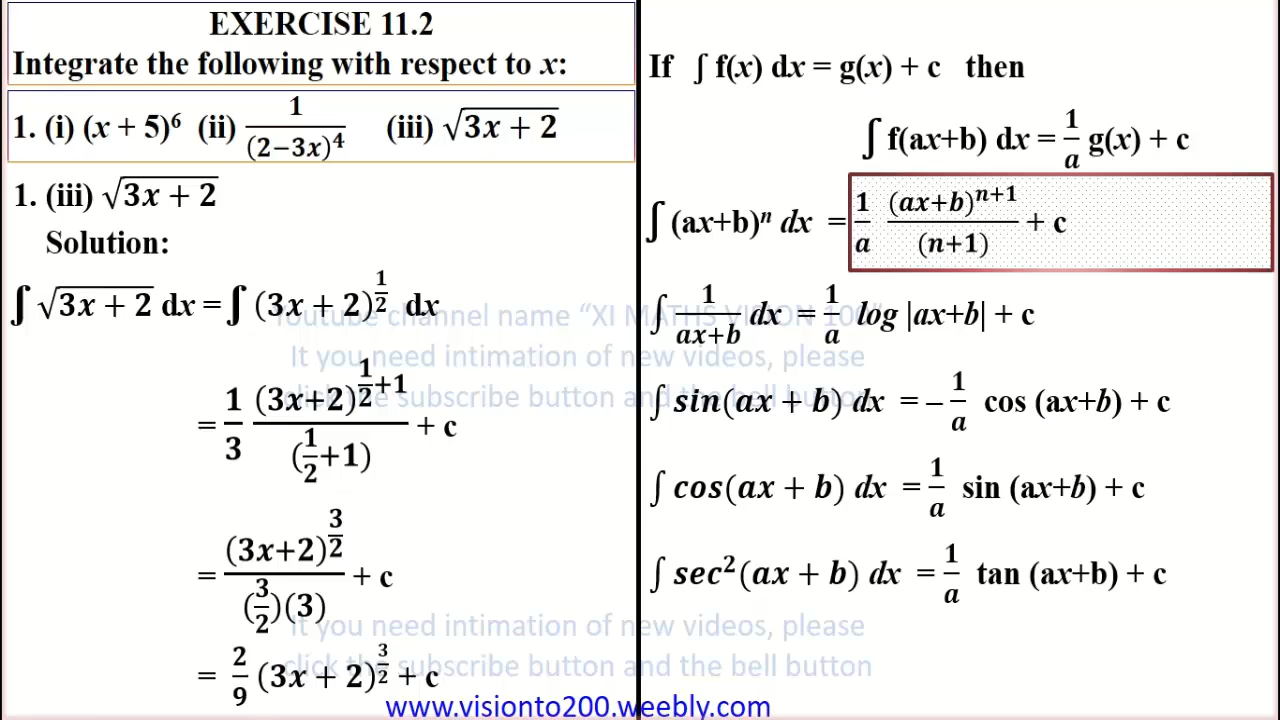 EXERCISE 11.2
Integrate the following with respect to x:
1. (i) (x + 5)⁶ (ii) 1/(2−3x)⁴ (iii) √(3x + 2)
1. (iii) √(3x + 2)
Solution:
∫ √(3x + 2) dx = ∫ (3x + 2)^(1/2) dx
= 1/3 (3x+2)^(1/2+1)/(1/2+1) + c
= (3x+2)^(3/2)/((3/2)(3)) + c
= 2/9 (3x + 2)^(3/2) + c
If ∫ f(x) dx = g(x) + c then
∫ f(ax+b) dx = 1/a g(x) + c
∫ (ax+b)ⁿ dx = 1/a (ax+b)^(n+1)/(n+1) + c
∫ 1/(ax+b) dx = 1/a log |ax+b| + c
∫ sin(ax + b) dx = – 1/a cos (ax+b) + c
∫ cos(ax + b) dx = 1/a sin (ax+b) + c
∫ sec²(ax + b) dx = 1/a tan (ax+b) + c
Youtube channel name “XI MATHS VISION 100”
It you need intimation of new videos, please
click the subscribe button and the bell button
It you need intimation of new videos, please
click the subscribe button and the bell button
www.visionto200.weebly.com